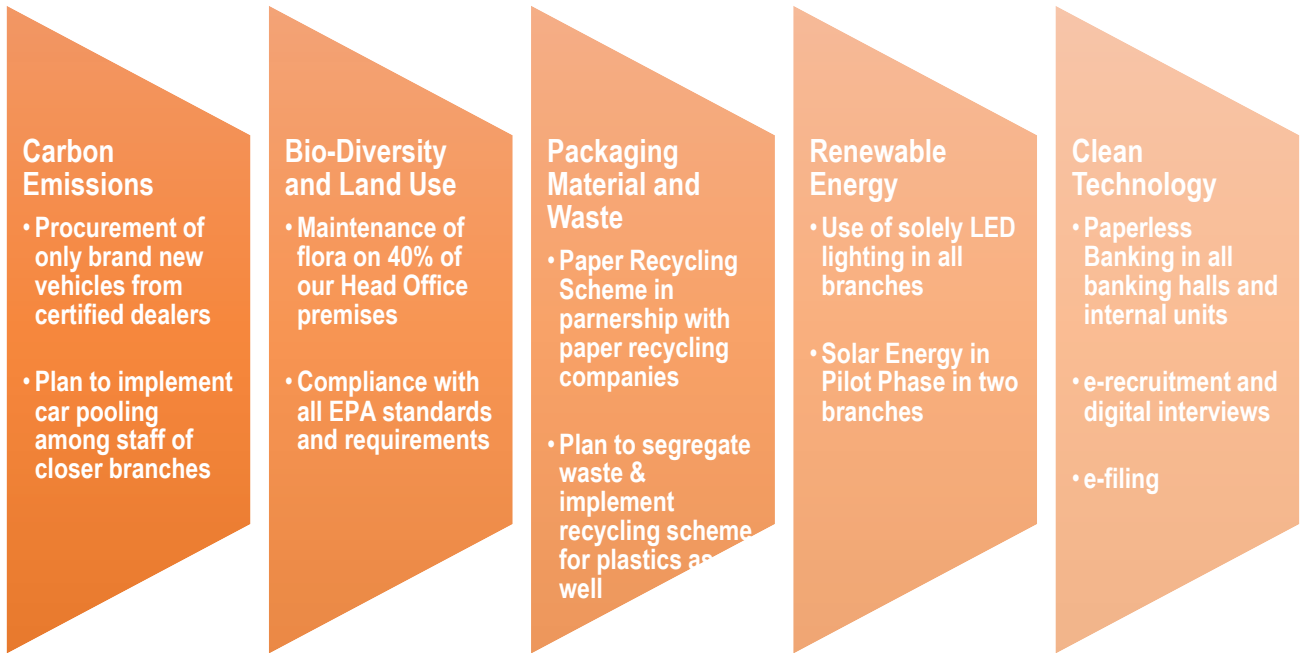 Carbon
Emissions
• Procurement of
only brand new
vehicles from
certified dealers
• Plan to implement
car pooling
among staff of
closer branches
Bio-Diversity
and Land Use
• Maintenance of
flora on 40% of
our Head Office
premises
• Compliance with
all EPA standards
and requirements
Packaging
Material and
Waste
• Paper Recycling
Scheme in
parnership with
paper recycling
companies
• Plan to segregate
waste &
implement
recycling scheme
for plastics as
well
Renewable
Energy
• Use of solely LED
lighting in all
branches
• Solar Energy in
Pilot Phase in two
branches
Clean
Technology
• Paperless
Banking in all
banking halls and
internal units
• e-recruitment and
digital interviews
• e-filing